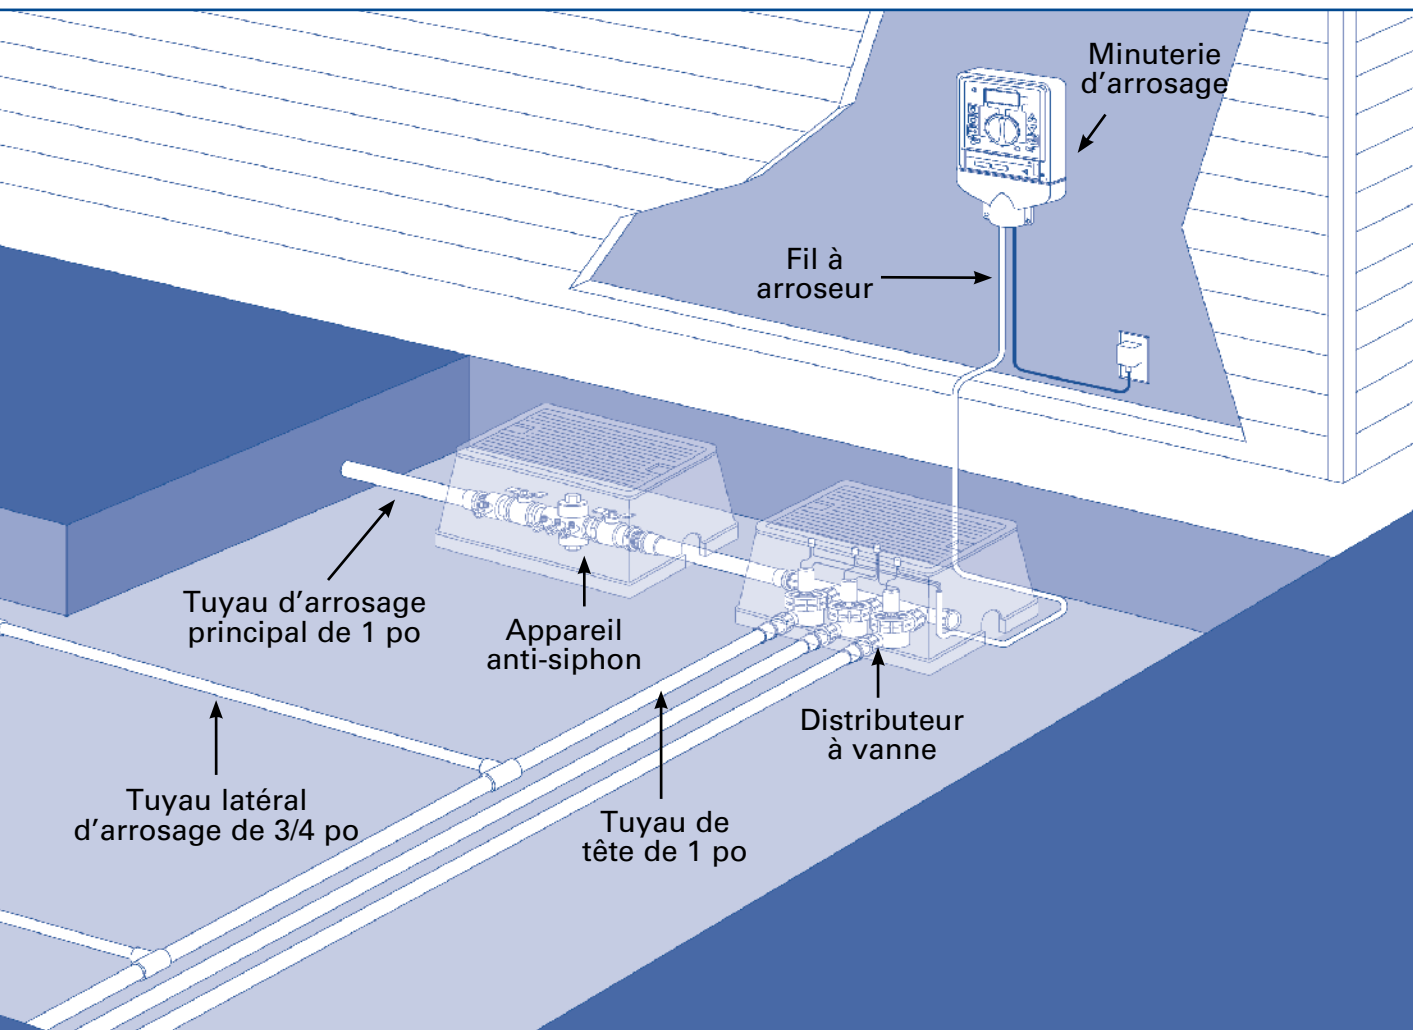 Minuterie
d'arrosage
Fil à
arroseur
Tuyau d'arrosage
principal de 1 po
Appareil
anti-siphon
Distributeur
à vanne
Tuyau latéral
d'arrosage de 3/4 po
Tuyau de
tête de 1 po